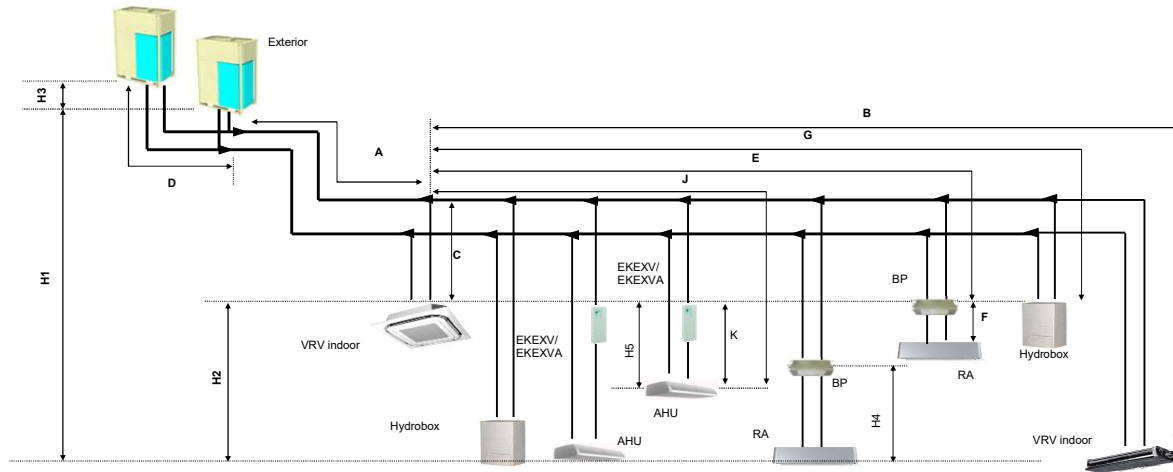 Exterior
H3
B
G
A
E
D
J
H1
C
EKEXV/
EKEXVA
BP
F
VRV indoor
EKEXV/
EKEXVA
H5
K
Hydrobox
H2
RA
BP
AHU
H4
Hydrobox
AHU
RA
VRV indoor